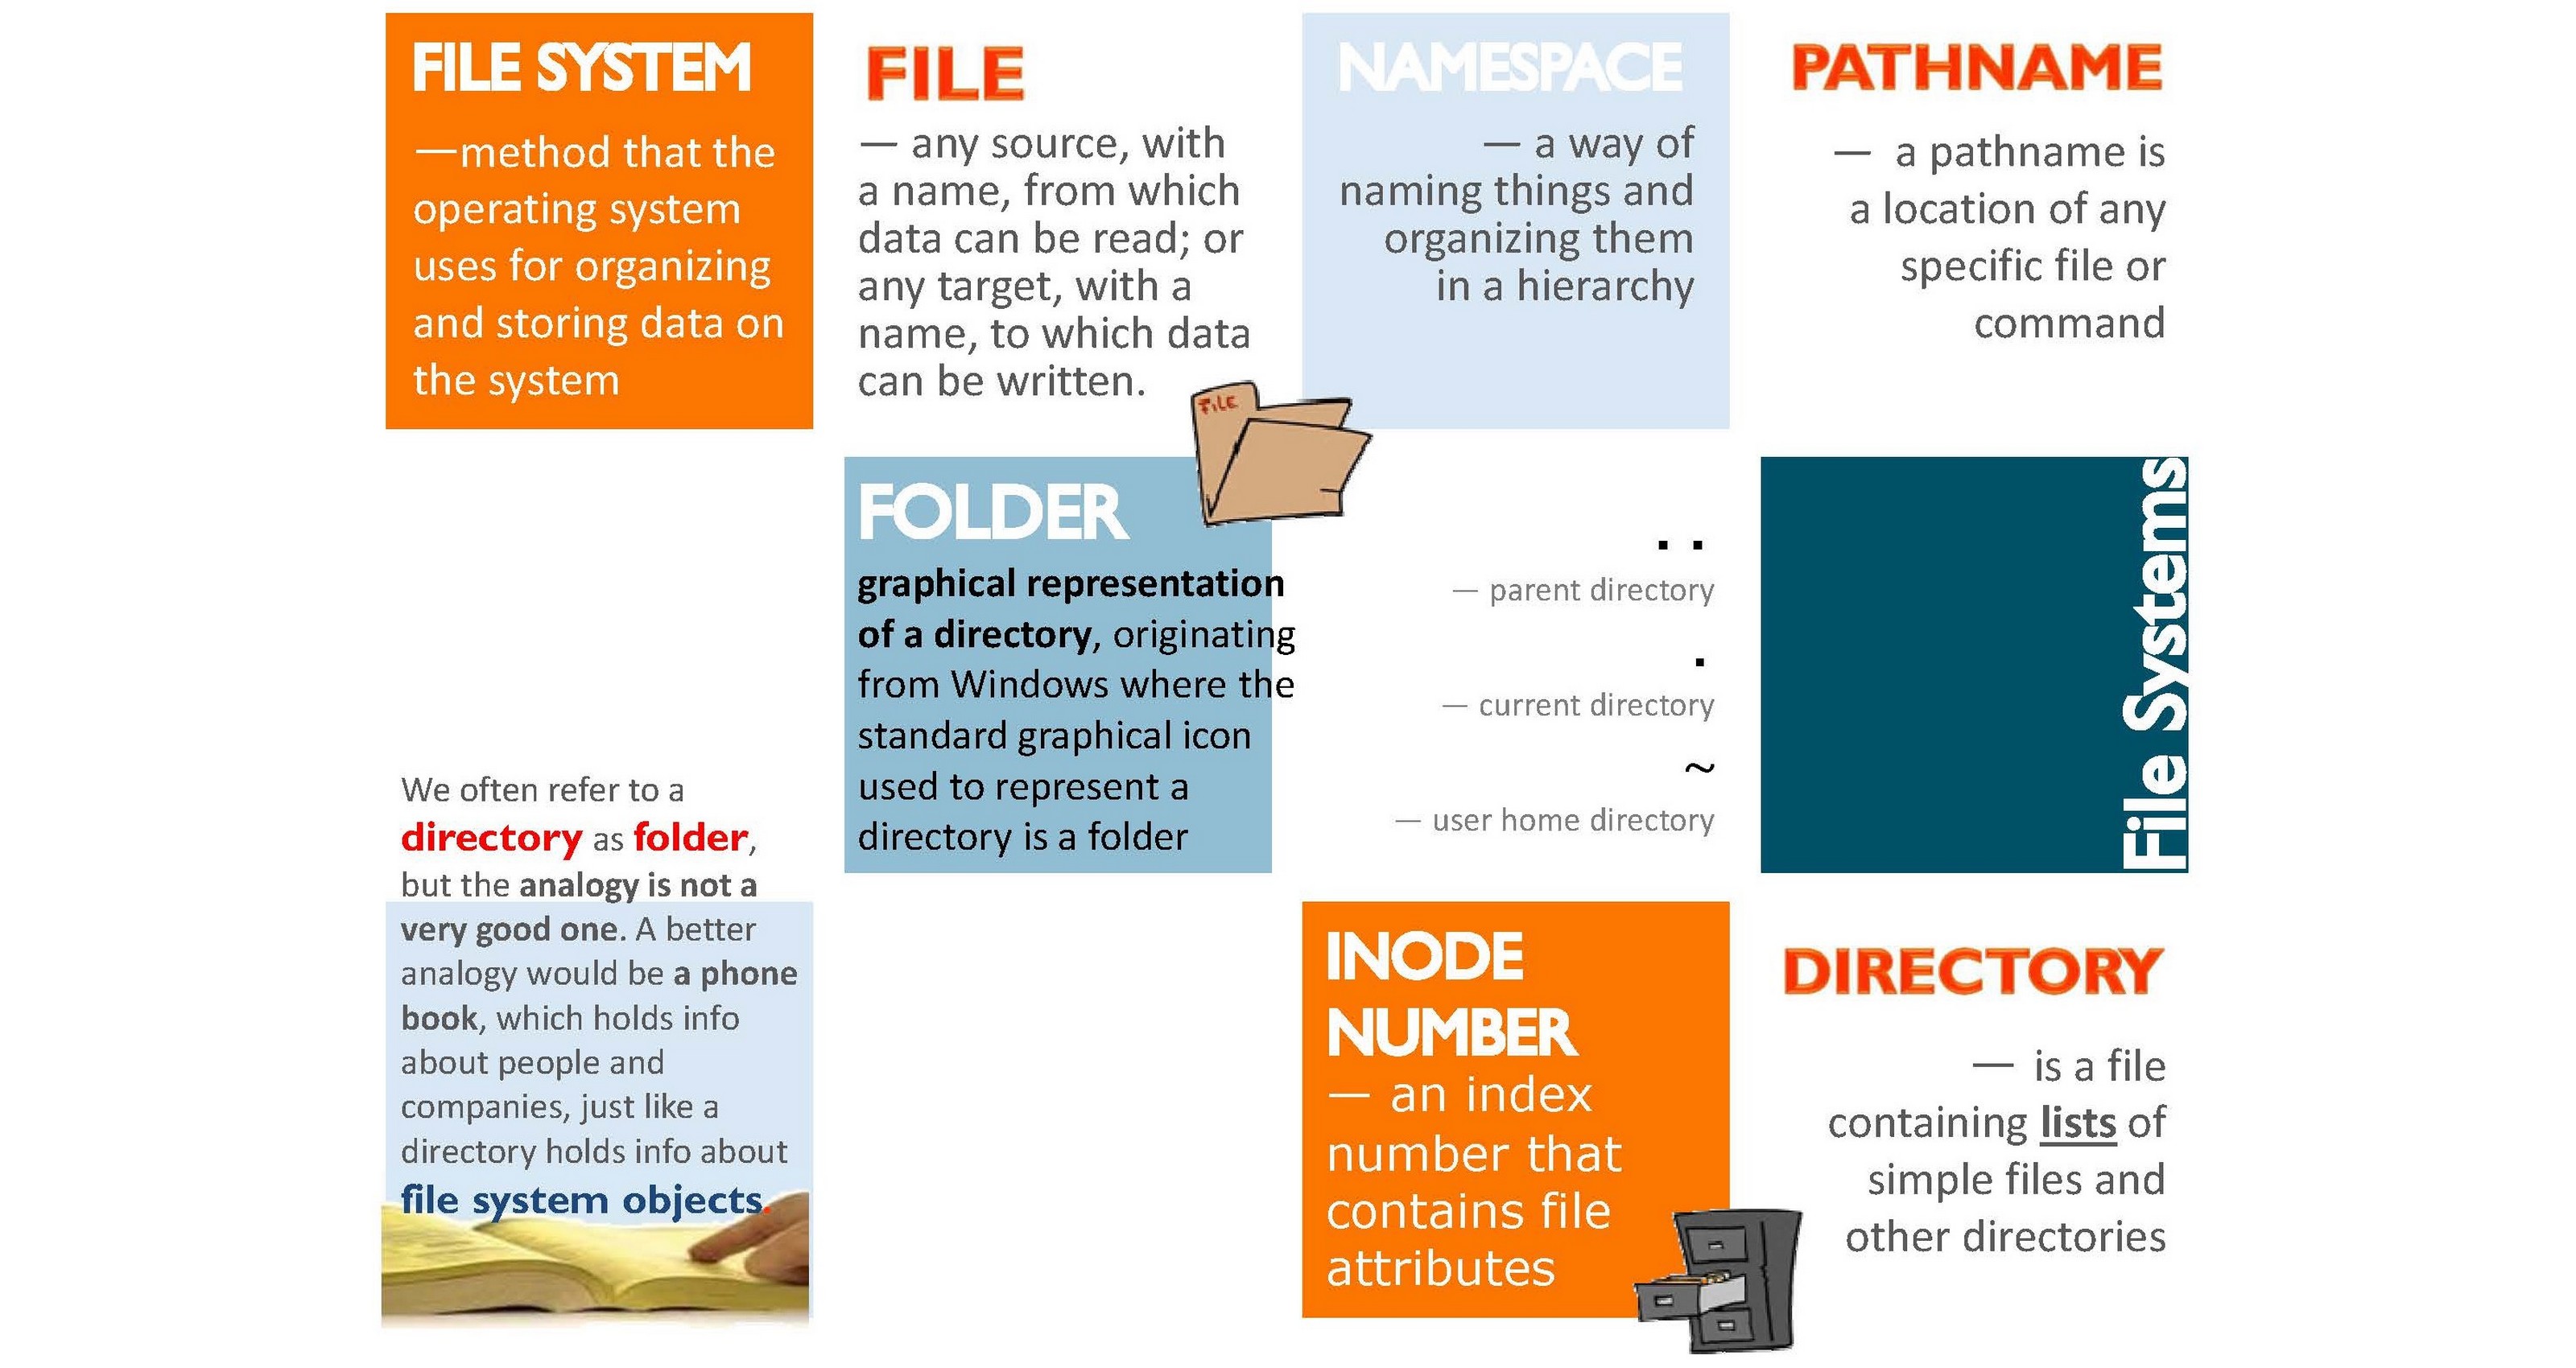 FILE SYSTEM
—method that the
operating system
uses for organizing
and storing data on
the system
FILE
— any source, with
a name, from which
data can be read; or
any target, with a
name, to which data
can be written.
NAMESPACE
— a way of
naming things and
organizing them
in a hierarchy
PATHNAME
— a pathname is
a location of any
specific file or
command
FILE
FOLDER
graphical representation
of a directory, originating
from Windows where the
standard graphical icon
used to represent a
directory is a folder
. .
— parent directory
.
— current directory
~
— user home directory
File Systems
We often refer to a
directory as folder,
but the analogy is not a
very good one. A better
analogy would be a phone
book, which holds info
about people and
companies, just like a
directory holds info about
file system objects.
INODE
NUMBER
— an index
number that
contains file
attributes
DIRECTORY
— is a file
containing lists of
simple files and
other directories